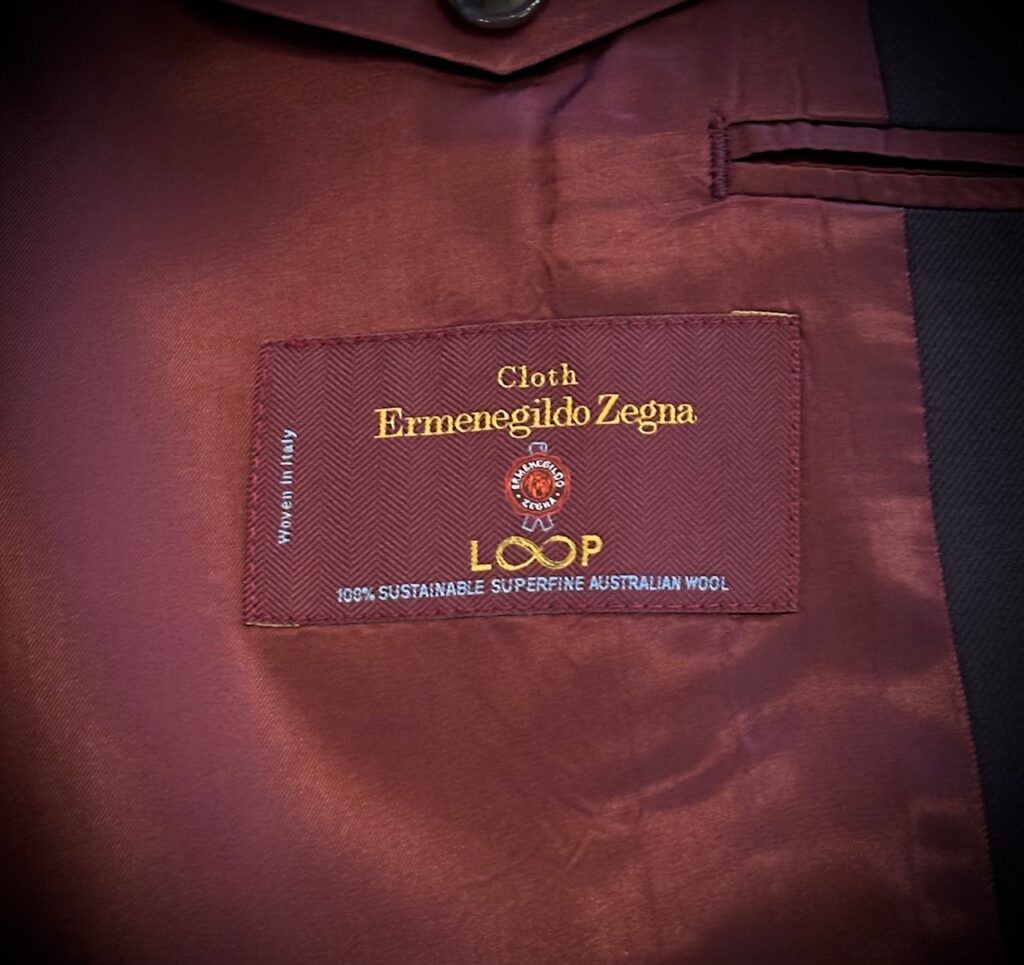 Cloth
Ermenegildo Zegna
ERMENEGILDO
ZEGNA
LOOP
100% SUSTAINABLE SUPERFINE AUSTRALIAN WOOL
Woven in Italy